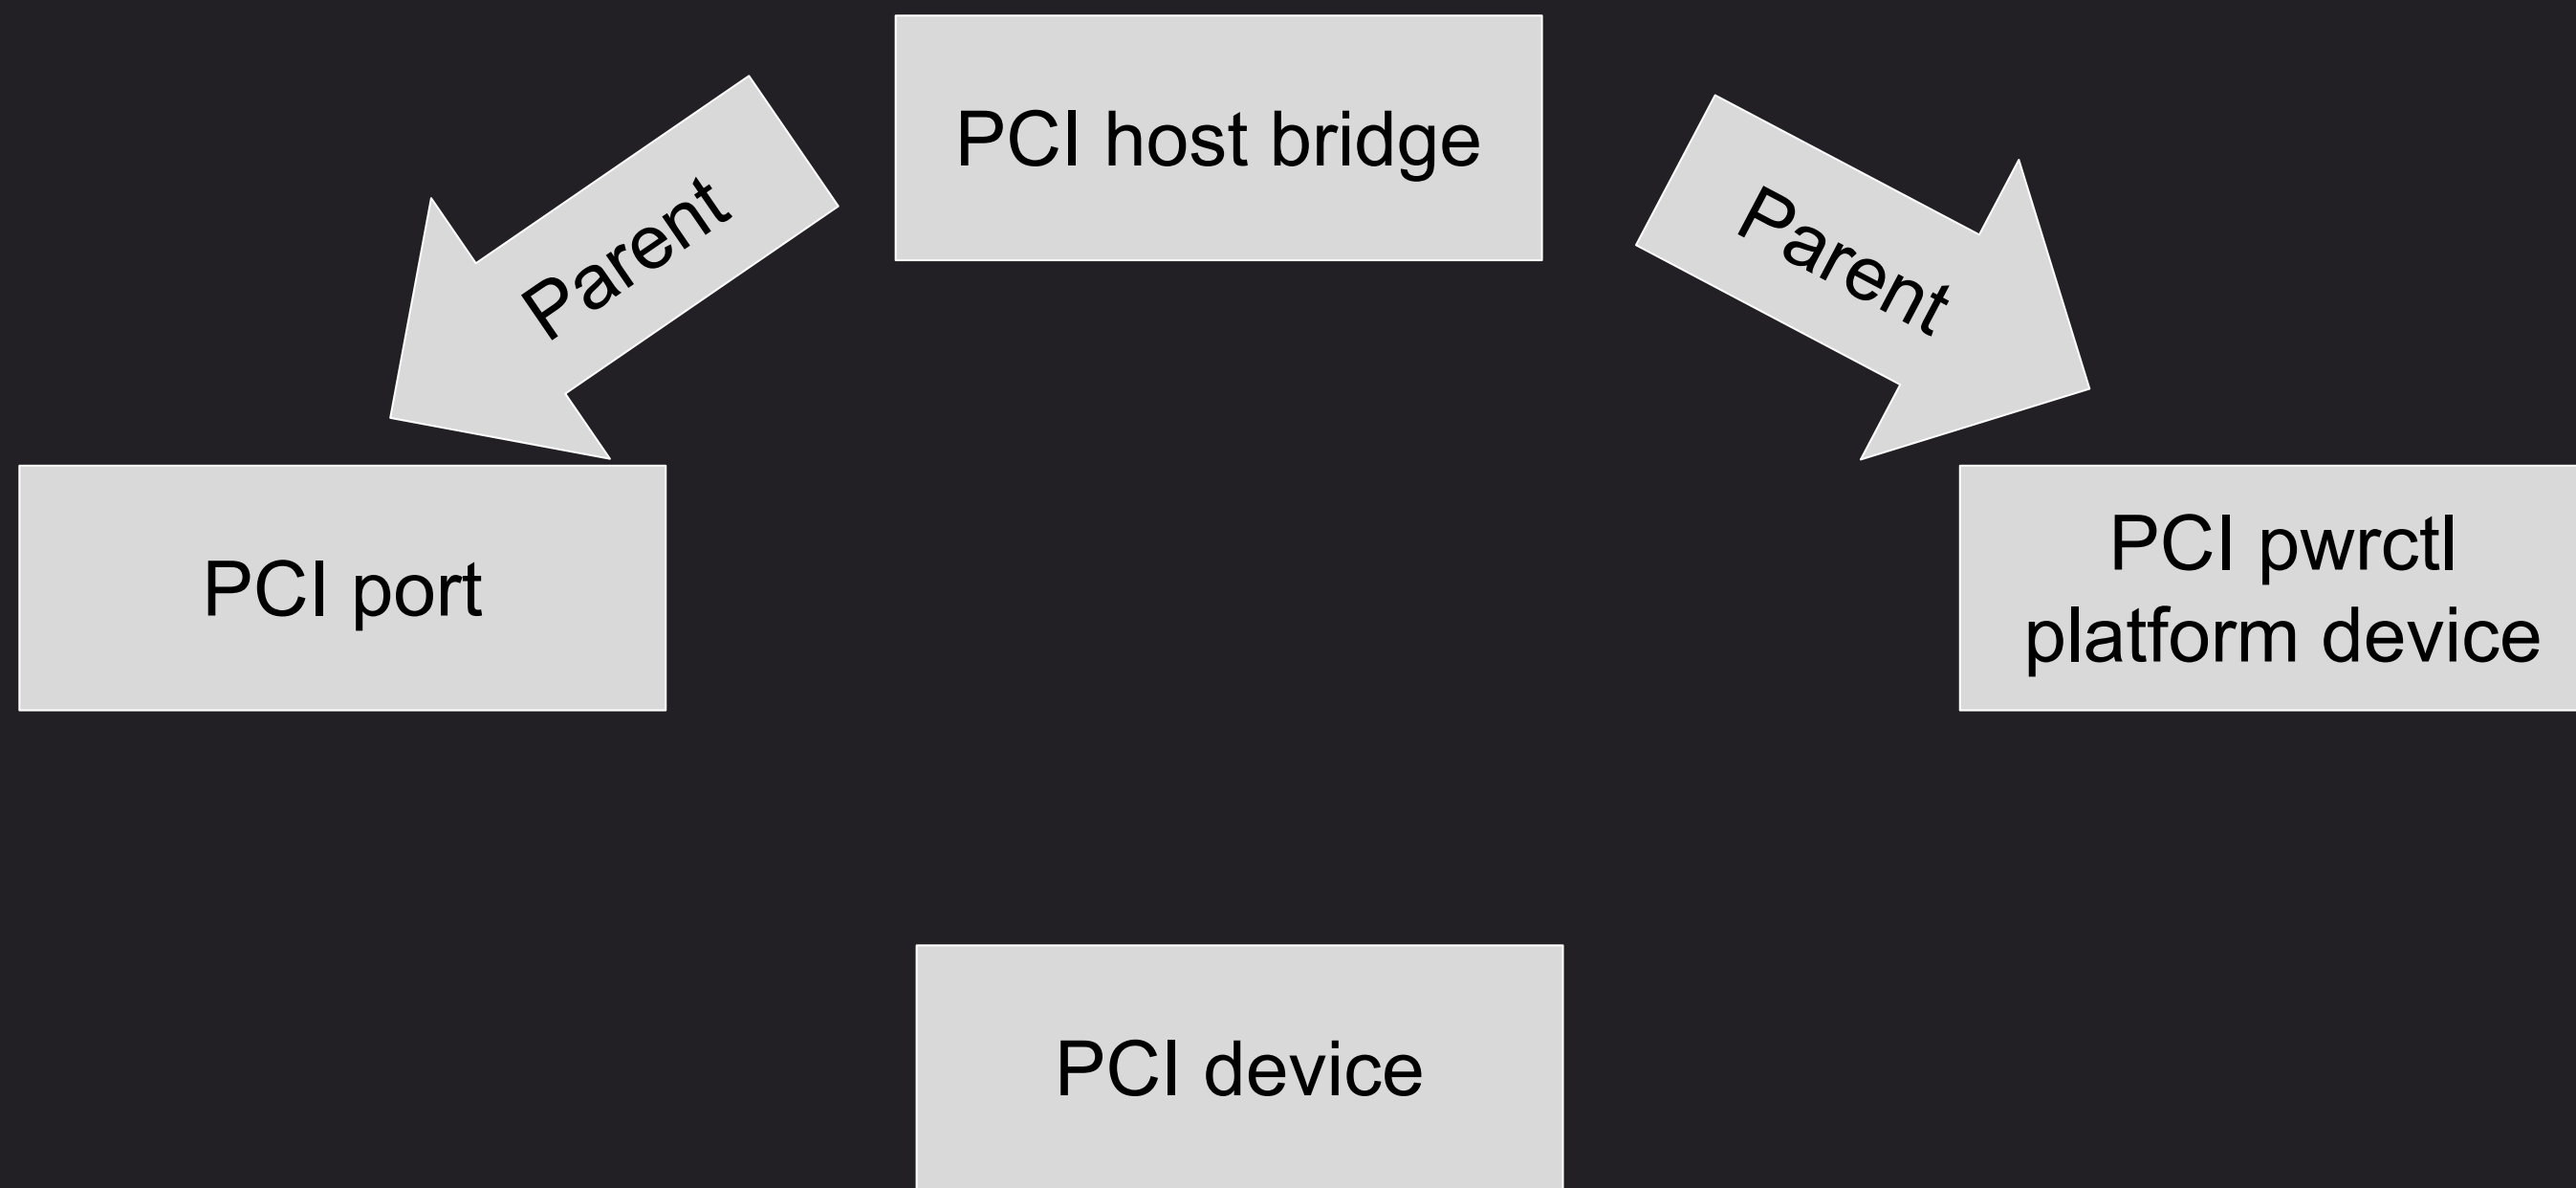 PCI host bridge
Parent
Parent
PCI port
PCI pwrctl
platform device
PCI device